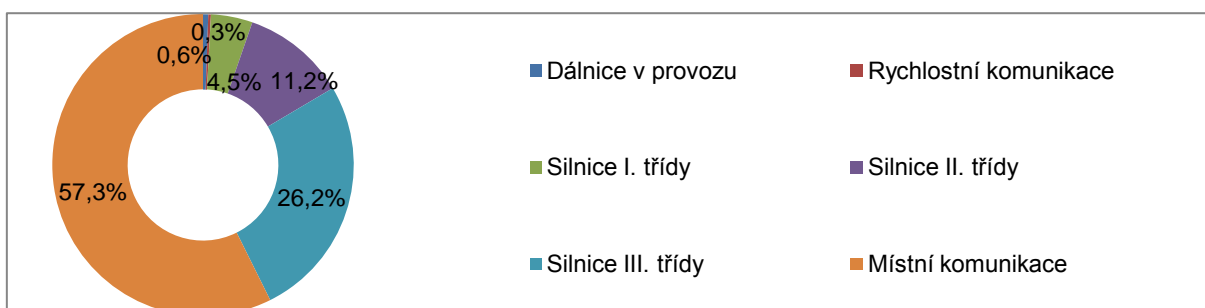 0,3%
0,6%
4,5%
11,2%
57,3%
26,2%
Dálnice v provozu
Rychlostní komunikace
Silnice I. třídy
Silnice II. třídy
Silnice III. třídy
Místní komunikace